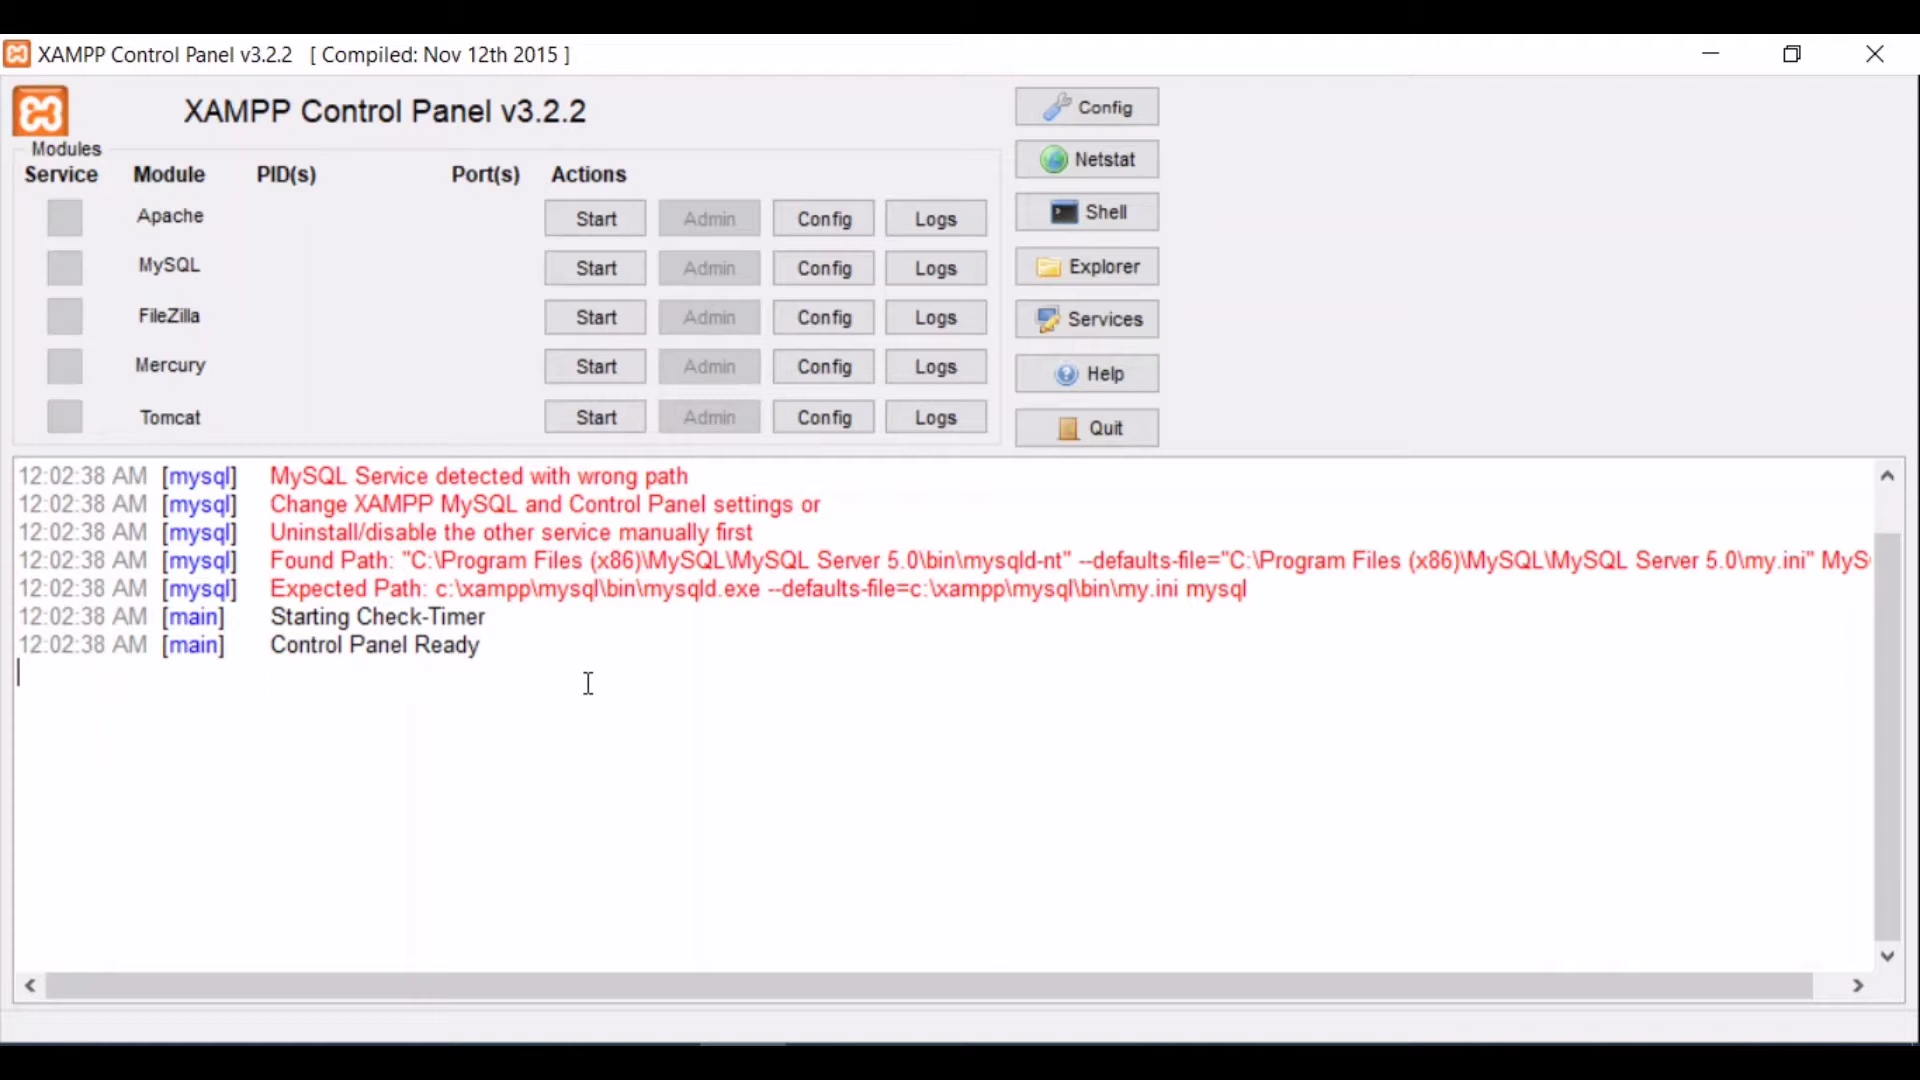 XAMPP Control Panel v3.2.2 [ Compiled: Nov 12th 2015 ]
XAMPP Control Panel v3.2.2
Config
Modules
Netstat
Service Module PID(s) Port(s) Actions
Apache Start Admin Config Logs
Shell
MySQL Start Admin Config Logs
Explorer
FileZilla Start Admin Config Logs
Services
Mercury Start Admin Config Logs
Help
Tomcat Start Admin Config Logs
Quit
12:02:38 AM [mysql] MySQL Service detected with wrong path
12:02:38 AM [mysql] Change XAMPP MySQL and Control Panel settings or
12:02:38 AM [mysql] Uninstall/disable the other service manually first
12:02:38 AM [mysql] Found Path: "C:\Program Files (x86)\MySQL\MySQL Server 5.0\bin\mysqld-nt" --defaults-file="C:\Program Files (x86)\MySQL\MySQL Server 5.0\my.ini" MyS
12:02:38 AM [mysql] Expected Path: c:\xampp\mysql\bin\mysqld.exe --defaults-file=c:\xampp\mysql\bin\my.ini mysql
12:02:38 AM [main] Starting Check-Timer
12:02:38 AM [main] Control Panel Ready